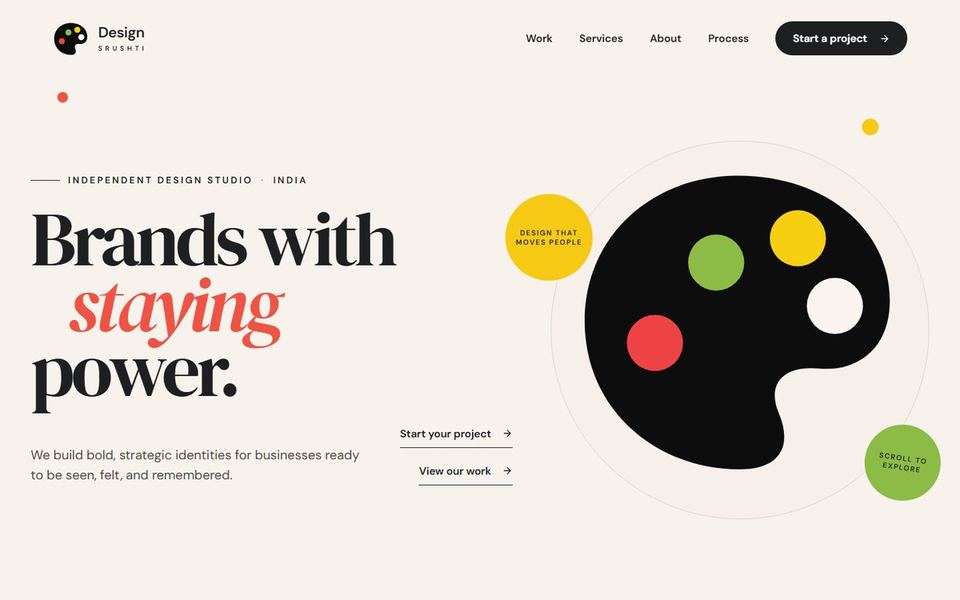 Design
SRUSHTI
Work
Services
About
Process
Start a project →
INDEPENDENT DESIGN STUDIO · INDIA
Brands with
staying
power.
We build bold, strategic identities for businesses ready
to be seen, felt, and remembered.
Start your project →
View our work →
DESIGN THAT
MOVES PEOPLE
SCROLL TO
EXPLORE